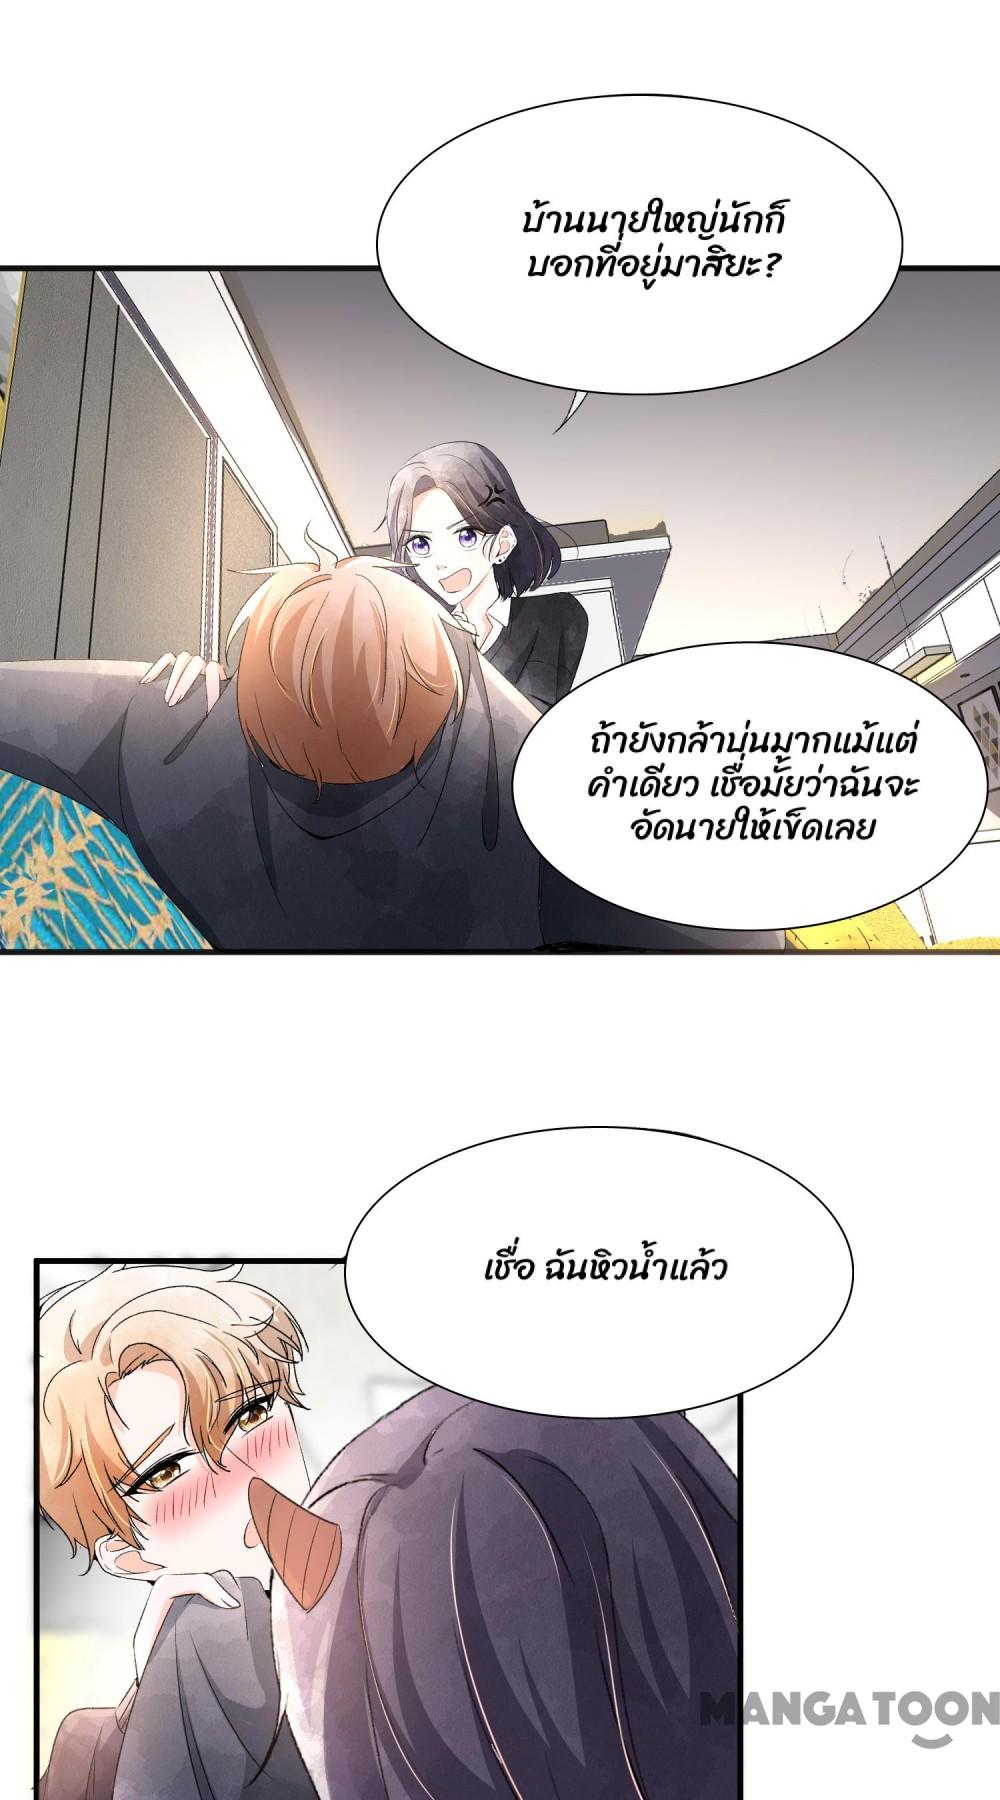 บ้านนายใหญ่นักก็
บอกที่อยู่มาสิยะ?
ถ้ายังกล้าบ่นมากแม้แต่
คำเดียว เชื่อมั้ยว่าฉันจะ
อัดนายให้เข็ดเลย
เชื่อ ฉันหิวน้ำแล้ว
MANGATOON